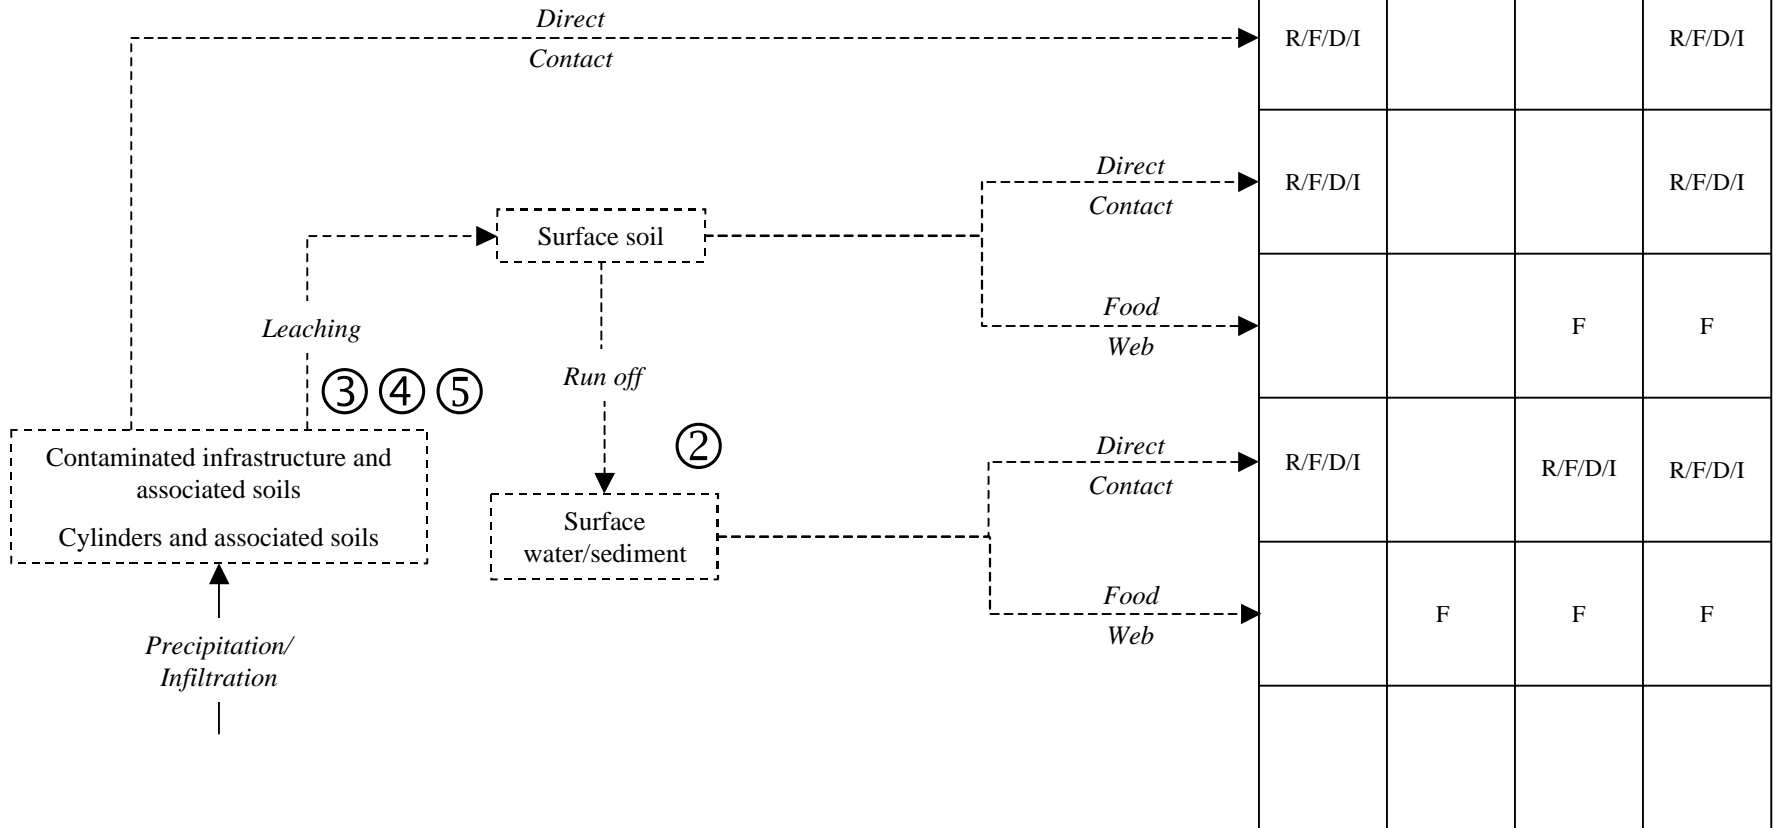 Direct
Contact
R/F/D/I
R/F/D/I
Direct
Contact
R/F/D/I
R/F/D/I
Surface soil
Food
Web
F
F
Leaching
Run off
③ ④ ⑤
②
Direct
Contact
R/F/D/I
R/F/D/I
R/F/D/I
Contaminated infrastructure and
associated soils
Cylinders and associated soils
Surface
water/sediment
Food
Web
F
F
F
Precipitation/
Infiltration